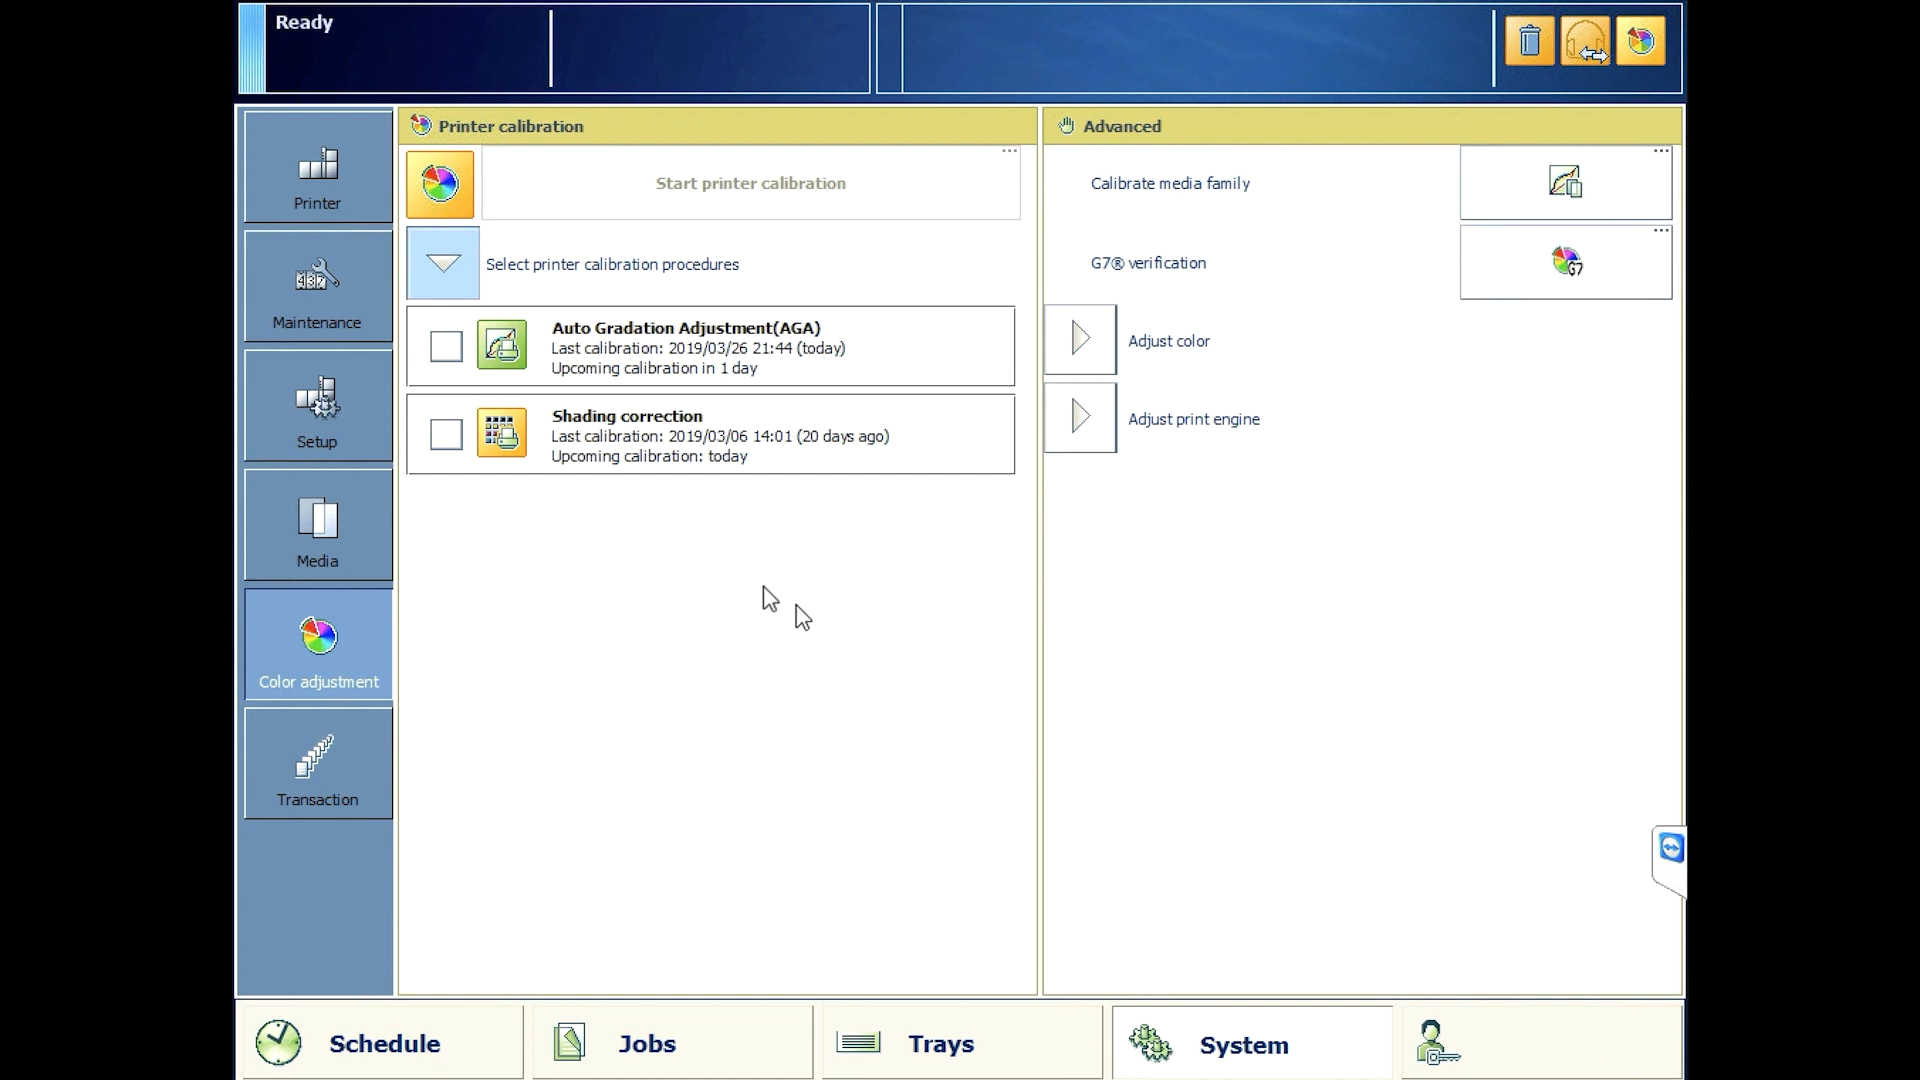 Ready
Printer
Maintenance
Setup
Media
Color adjustment
Transaction
Printer calibration
Start printer calibration
Select printer calibration procedures
Auto Gradation Adjustment(AGA)
Last calibration: 2019/03/26 21:44 (today)
Upcoming calibration in 1 day
Shading correction
Last calibration: 2019/03/06 14:01 (20 days ago)
Upcoming calibration: today
Advanced
Calibrate media family
G7® verification
G7
Adjust color
Adjust print engine
Schedule
Jobs
Trays
System